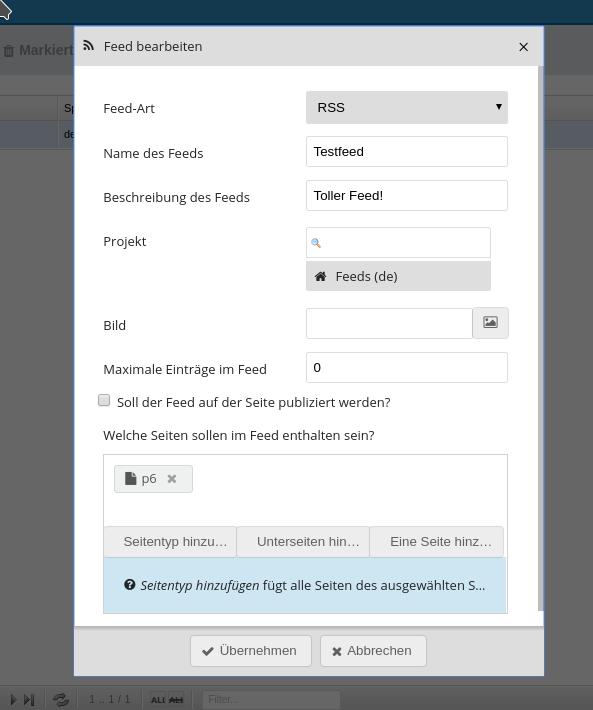 Feed bearbeiten
Markiert
Feed-Art
RSS
Name des Feeds
Testfeed
Beschreibung des Feeds
Toller Feed!
Projekt
Feeds (de)
Bild
Maximale Einträge im Feed
0
Soll der Feed auf der Seite publiziert werden?
Welche Seiten sollen im Feed enthalten sein?
p6
Seitentyp hinzu…
Unterseiten hin…
Eine Seite hinz…
Seitentyp hinzufügen fügt alle Seiten des ausgewählten S…
Übernehmen
Abbrechen
1 .. 1 / 1
ALL ALL
Filter...